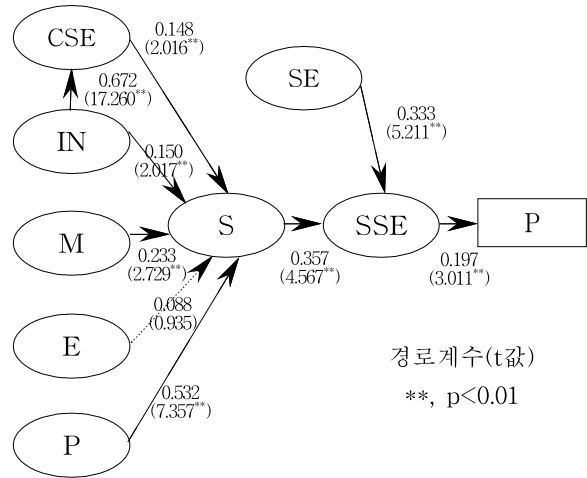 CSE
0.148
(2.016**)
SE
0.672
(17.260**)
0.333
(5.211**)
IN
0.150
(2.017**)
S
SSE
P
M
0.233
(2.729**)
0.357
(4.567**)
0.197
(3.011**)
0.088
(0.935)
E
경로계수(t값)
0.532
(7.357**)
**, p<0.01
P